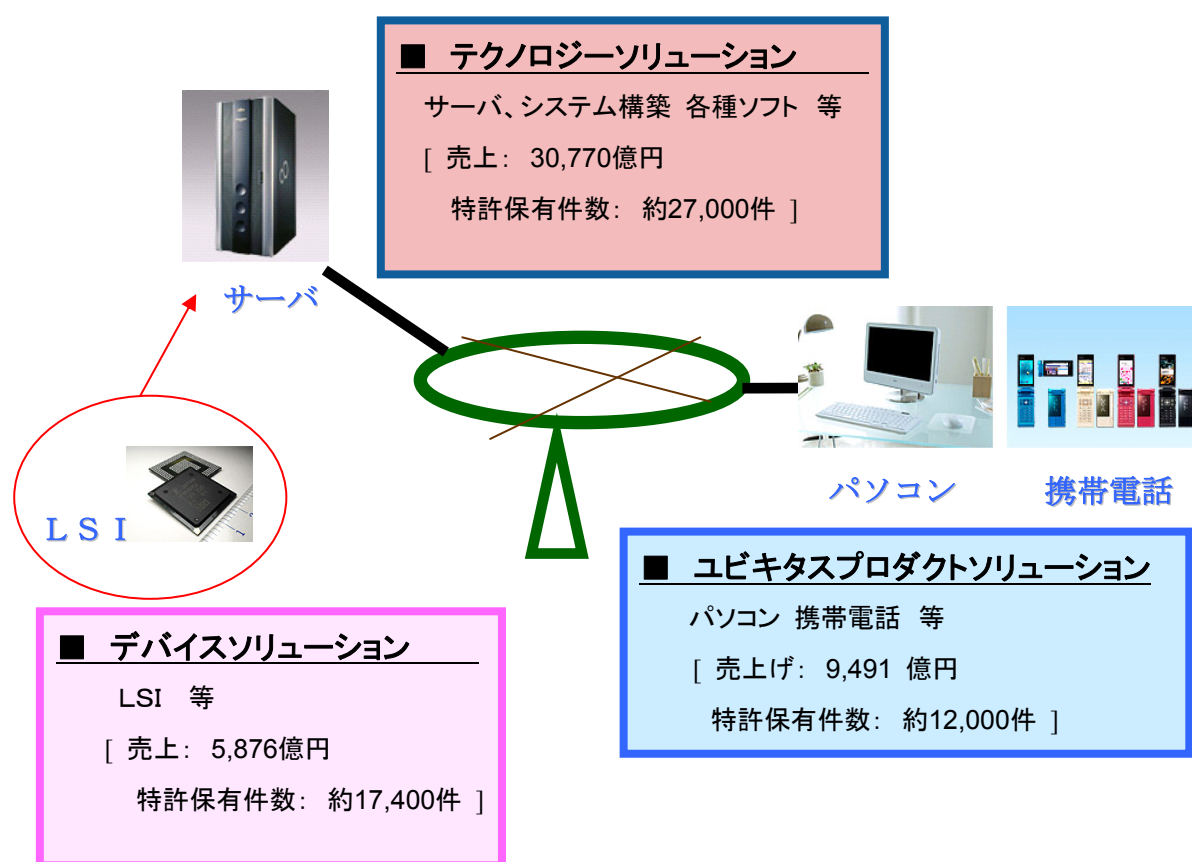 ■ テクノロジーソリューション
サーバ、システム構築 各種ソフト 等
[ 売上： 30,770億円
特許保有件数： 約27,000件 ]
サーバ
パソコン
携帯電話
ＬＳＩ
■ ユビキタスプロダクトソリューション
パソコン 携帯電話 等
[ 売上げ： 9,491 億円
特許保有件数： 約12,000件 ]
■ デバイスソリューション
LSI 等
[ 売上： 5,876億円
特許保有件数： 約17,400件 ]